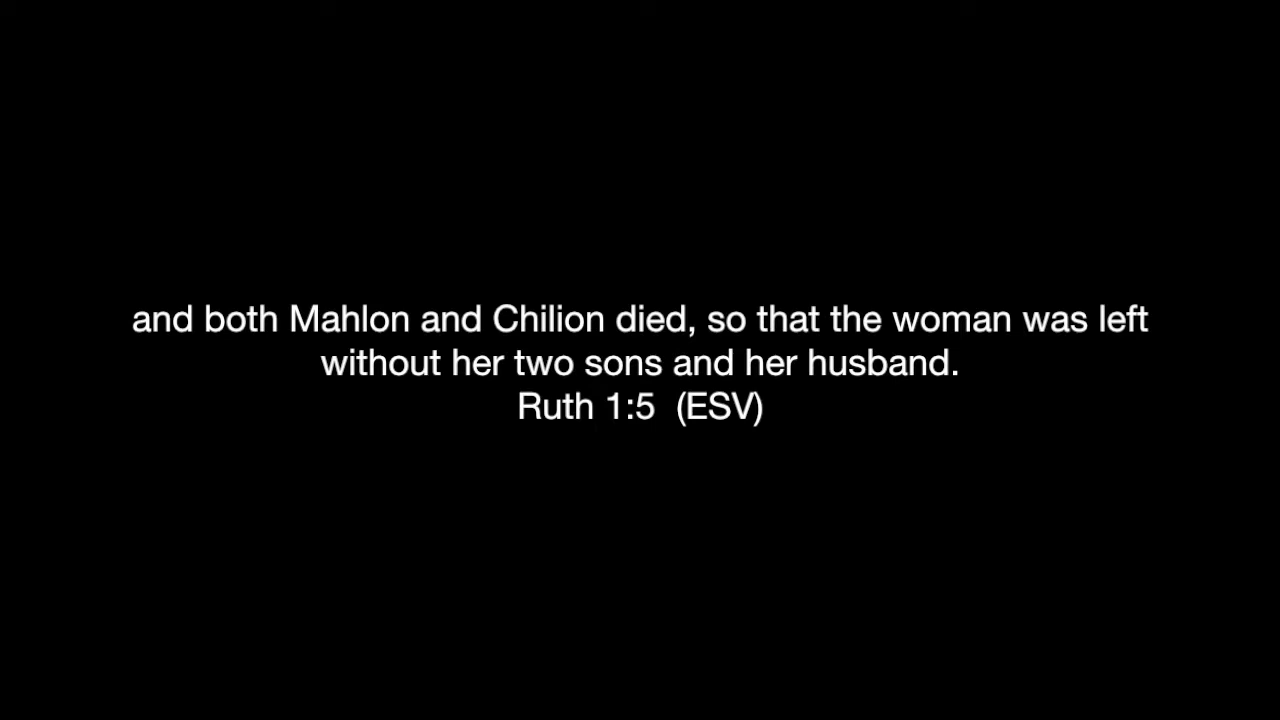 and both Mahlon and Chilion died, so that the woman was left
without her two sons and her husband.
Ruth 1:5  (ESV)